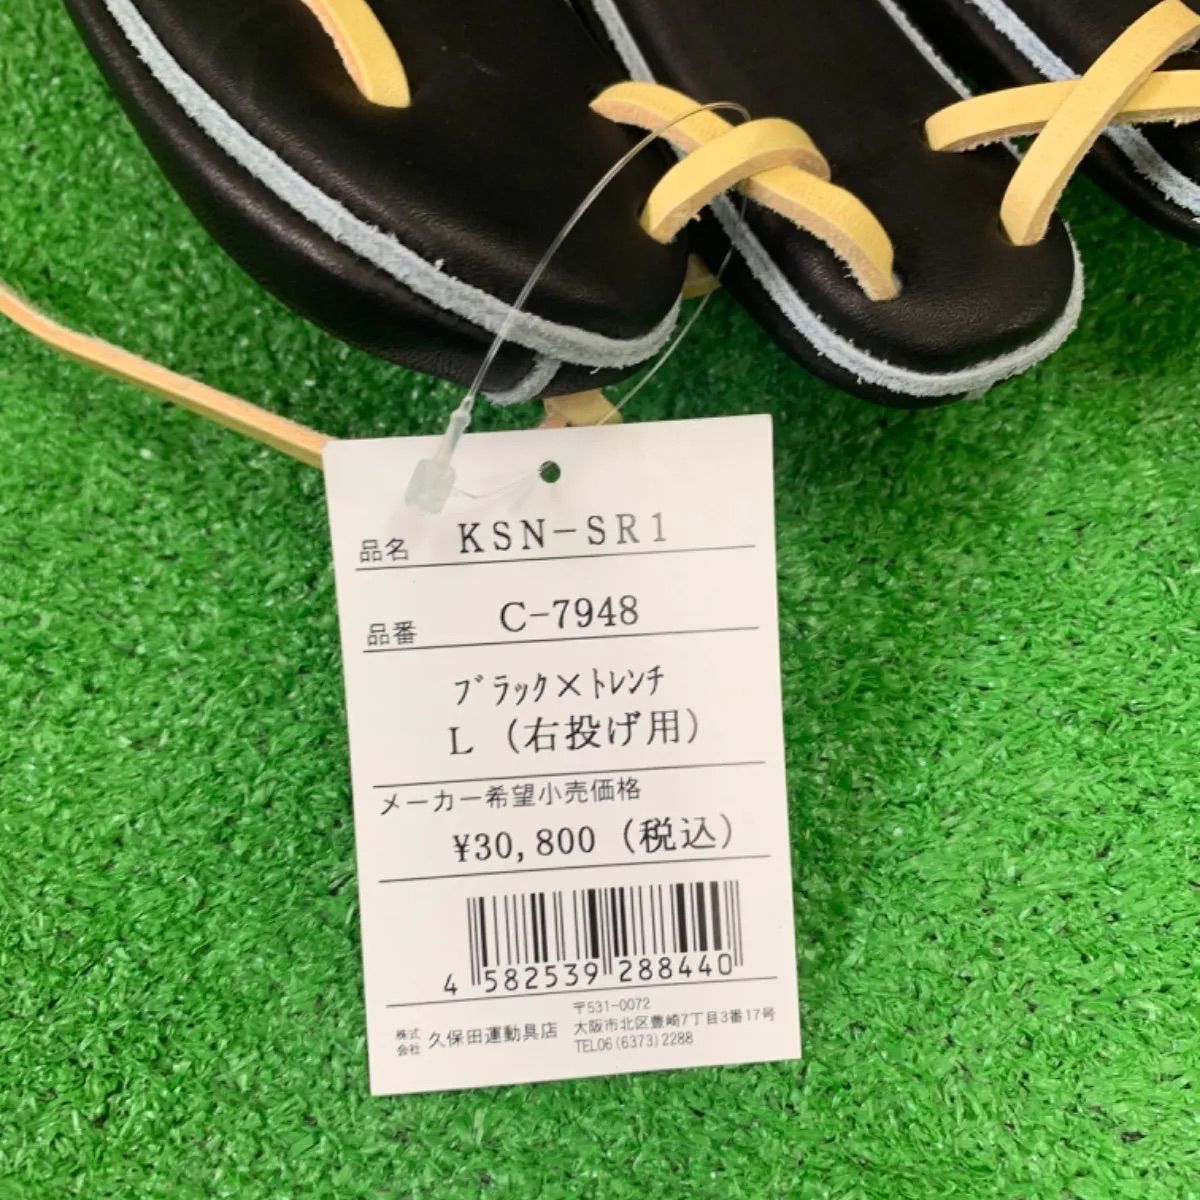 品名 KSN-SR1
品番 C-7948
ﾌﾞﾗｯｸ×ﾄﾚﾝﾁ
L (右投げ用)
メーカー希望小売価格
¥30,800 (税込)
4 582539 288440
株式会社 久保田運動具店
〒531-0072
大阪市北区豊崎7丁目3番17号
TEL06(6373)2288